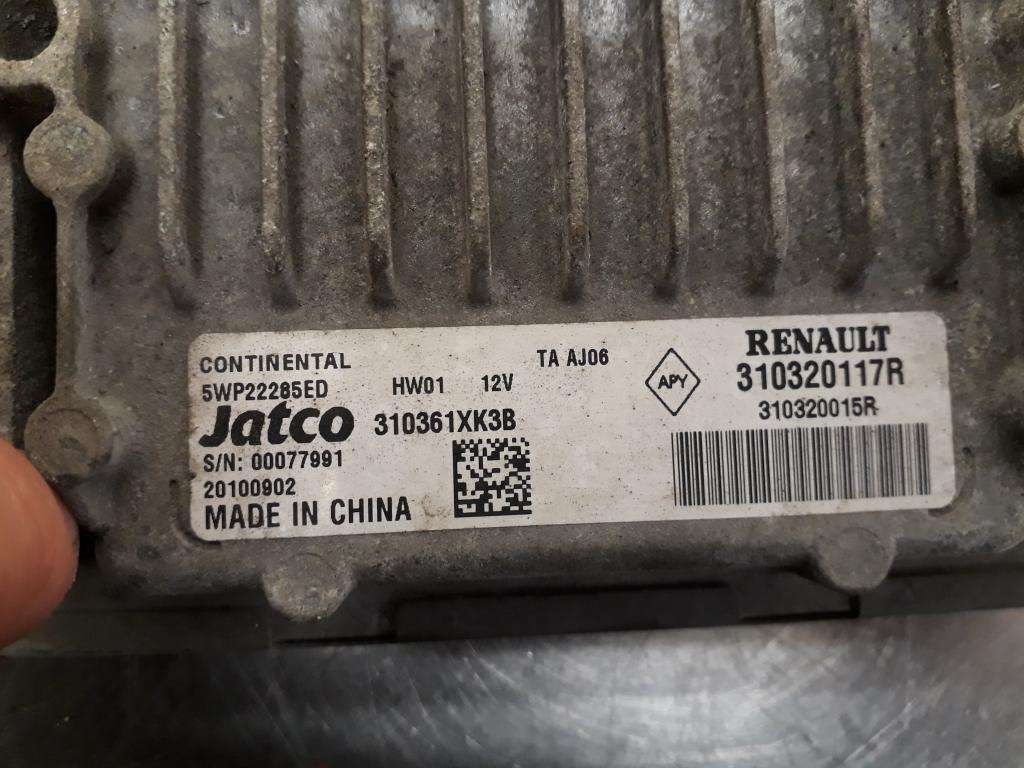 CONTINENTAL
5WP22285ED HW01 12V TA AJ06
Jatco 310361XK3B
S/N: 00077991
20100902
MADE IN CHINA
APY
RENAULT
310320117R
310320015R